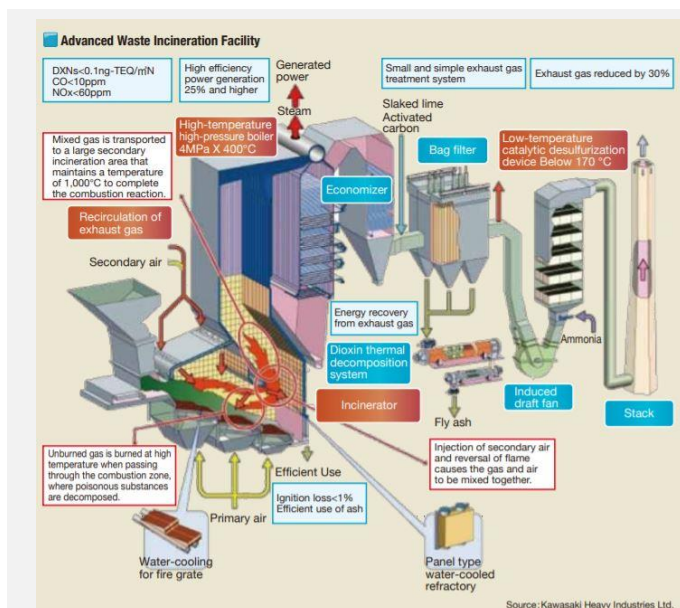 Advanced Waste Incineration Facility
DXNs<0.1ng-TEQ/㎥N
CO<10ppm
NOx<60ppm
High efficiency
power generation
25% and higher
Generated
power
Steam
Small and simple exhaust gas
treatment system
Exhaust gas reduced by 30%
Slaked lime
Activated
carbon
High-temperature
high-pressure boiler
4MPa X 400°C
Mixed gas is transported
to a large secondary
incineration area that
maintains a temperature
of 1,000°C to complete
the combustion reaction.
Bag filter
Low-temperature
catalytic desulfurization
device Below 170 °C
Economizer
Recirculation of
exhaust gas
Secondary air
Energy recovery
from exhaust gas
Ammonia
Dioxin thermal
decomposition
system
Induced
draft fan
Incinerator
Stack
Fly ash
Unburned gas is burned at high
temperature when passing
through the combustion zone,
where poisonous substances
are decomposed.
Injection of secondary air
and reversal of flame
causes the gas and air
to be mixed together.
Efficient Use
Ignition loss<1%
Efficient use of ash
Primary air
Water-cooling
for fire grate
Panel type
water-cooled
refractory
Source: Kawasaki Heavy Industries Ltd.